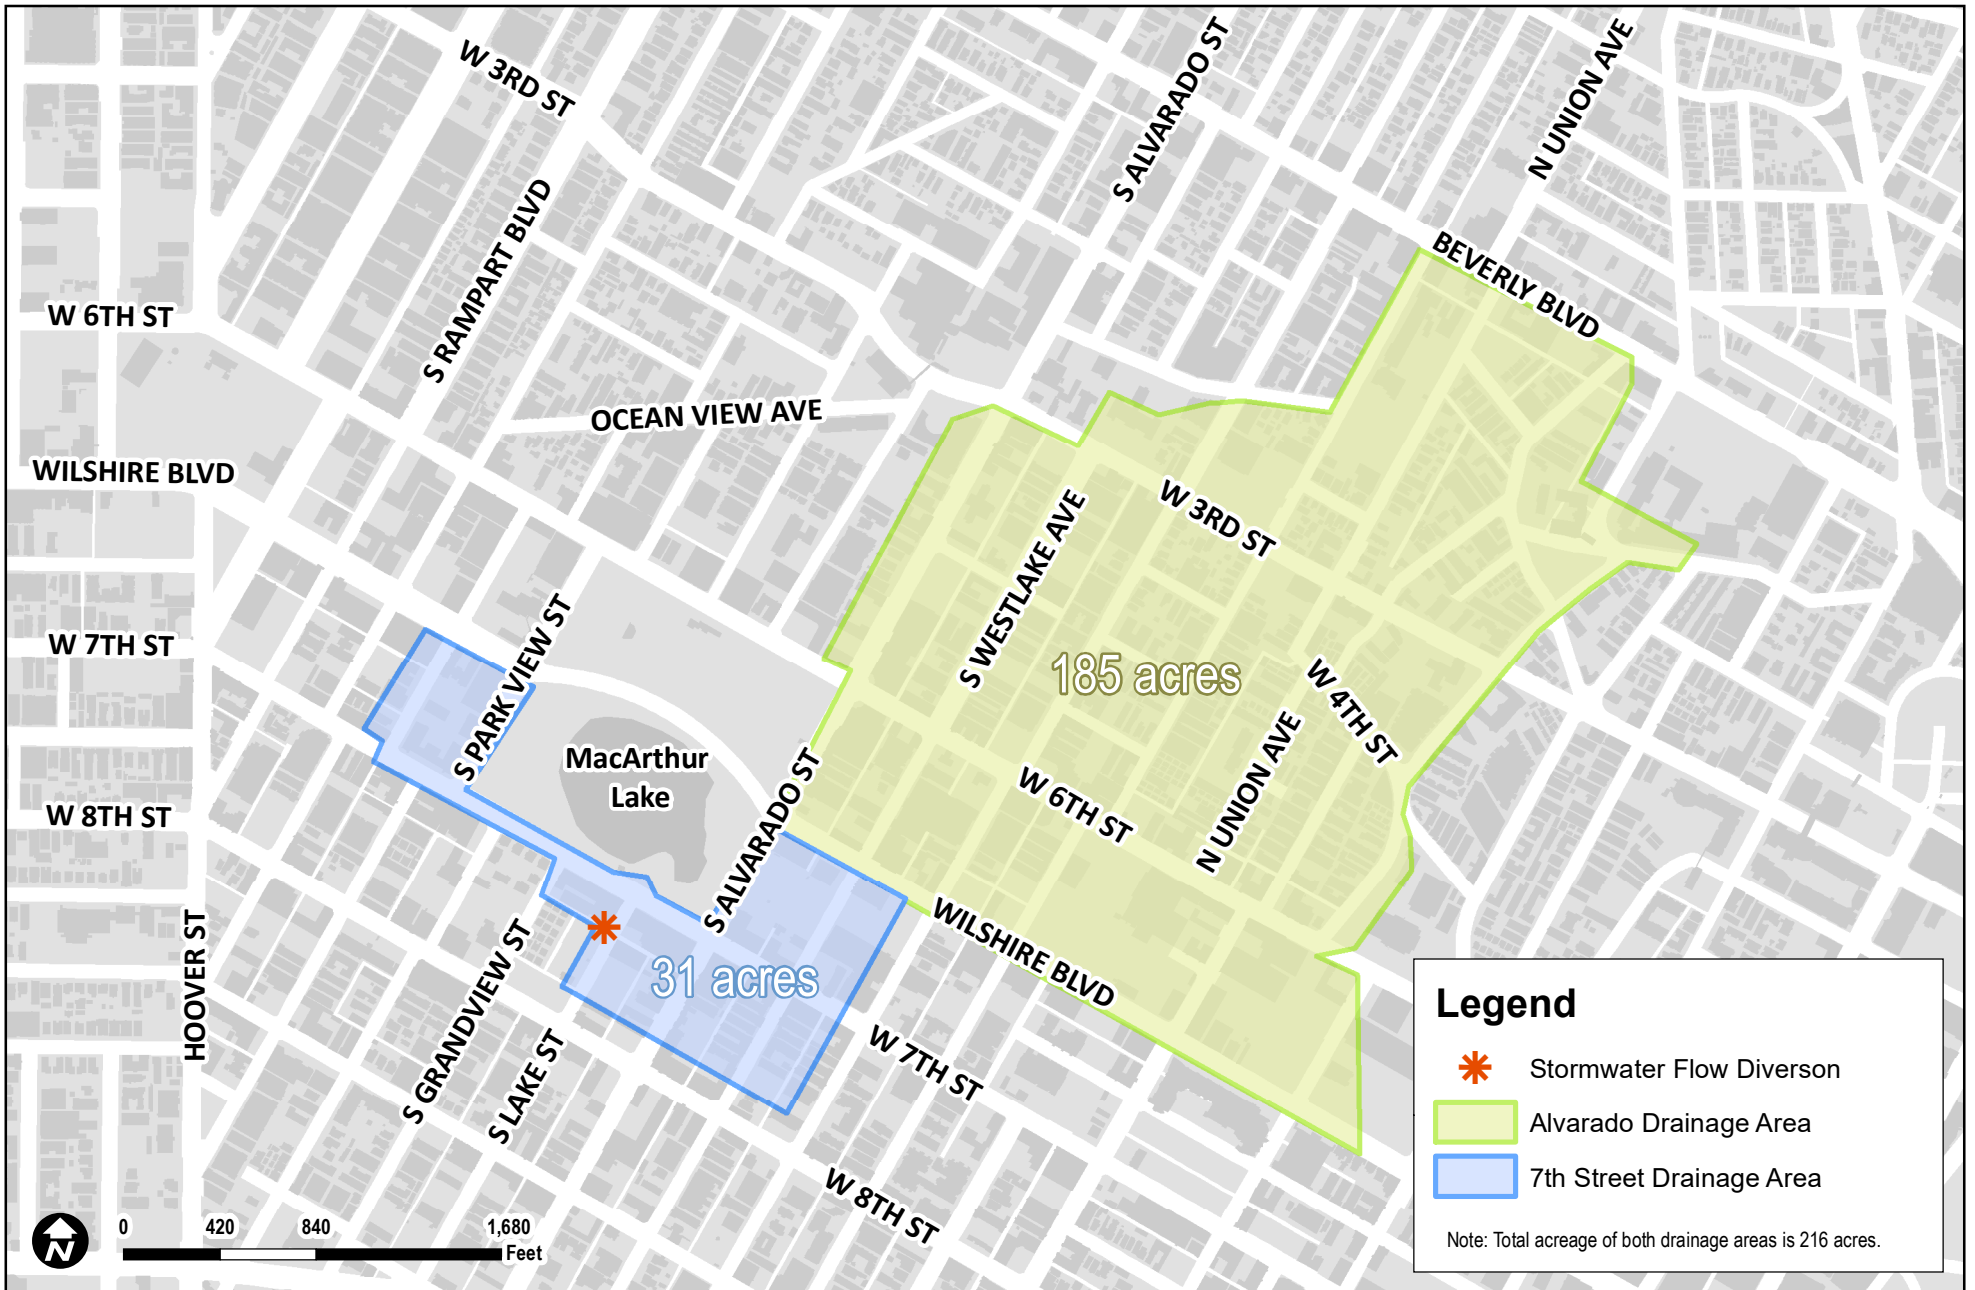 W 3RD ST
S ALVARADO ST
N UNION AVE
S RAMPART BLVD
BEVERLY BLVD
W 6TH ST
OCEAN VIEW AVE
WILSHIRE BLVD
W 3RD ST
S WESTLAKE AVE
W 7TH ST
S PARK VIEW ST
185 acres
W 4TH ST
MacArthur
Lake
N UNION AVE
W 6TH ST
W 8TH ST
S ALVARADO ST
WILSHIRE BLVD
HOOVER ST
S GRANDVIEW ST
31 acres
S LAKE ST
W 7TH ST
W 8TH ST
Legend
Stormwater Flow Diverson
Alvarado Drainage Area
7th Street Drainage Area
Note: Total acreage of both drainage areas is 216 acres.
N
0 420 840 1,680
Feet